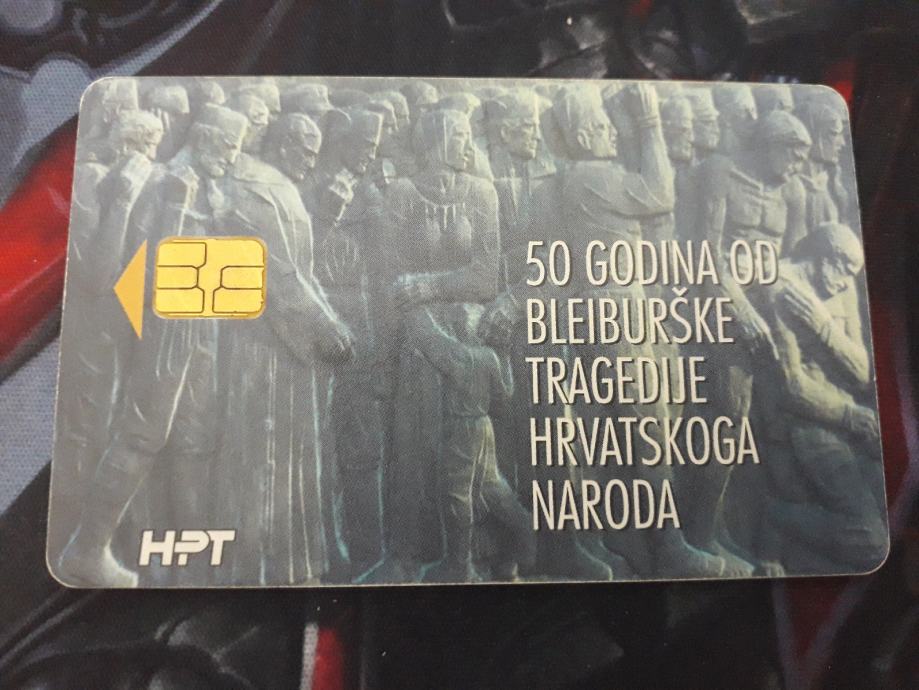 50 GODINA OD
BLEIBURŠKE
TRAGEDIJE
HRVATSKOGA
NARODA
HPT